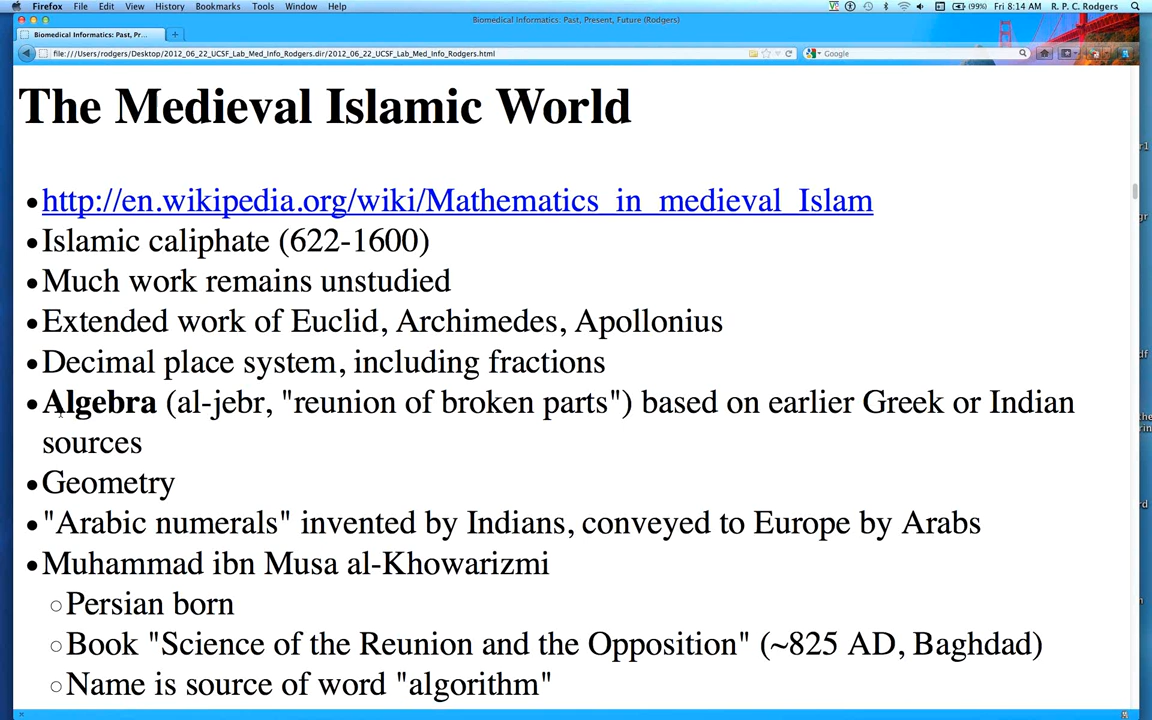 Firefox File Edit View History Bookmarks Tools Window Help (99%) Fri 8:14 AM R. P. C. Rodgers
Biomedical Informatics: Past, Present, Future (Rodgers)
Biomedical Informatics: Past, Pr...
file:///Users/rodgers/Desktop/2012_06_22_UCSF_Lab_Med_Info_Rodgers.dir/2012_06_22_UCSF_Lab_Med_Info_Rodgers.html Google
The Medieval Islamic World
•http://en.wikipedia.org/wiki/Mathematics_in_medieval_Islam
•Islamic caliphate (622-1600)
•Much work remains unstudied
•Extended work of Euclid, Archimedes, Apollonius
•Decimal place system, including fractions
•Algebra (al-jebr, "reunion of broken parts") based on earlier Greek or Indian
sources
•Geometry
•"Arabic numerals" invented by Indians, conveyed to Europe by Arabs
•Muhammad ibn Musa al-Khowarizmi
○Persian born
○Book "Science of the Reunion and the Opposition" (~825 AD, Baghdad)
○Name is source of word "algorithm"